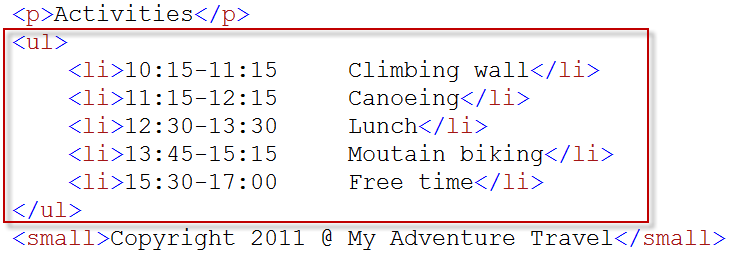 <p>Activities</p>
<ul>
    <li>10:15-11:15     Climbing wall</li>
    <li>11:15-12:15     Canoeing</li>
    <li>12:30-13:30     Lunch</li>
    <li>13:45-15:15     Moutain biking</li>
    <li>15:30-17:00     Free time</li>
</ul>
<small>Copyright 2011 @ My Adventure Travel</small>